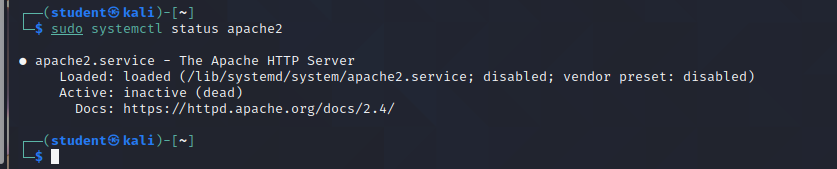 ┌──(student㉿kali)-[~]
└─$ sudo systemctl status apache2
● apache2.service - The Apache HTTP Server
Loaded: loaded (/lib/systemd/system/apache2.service; disabled; vendor preset: disabled)
Active: inactive (dead)
Docs: https://httpd.apache.org/docs/2.4/
┌──(student㉿kali)-[~]
└─$